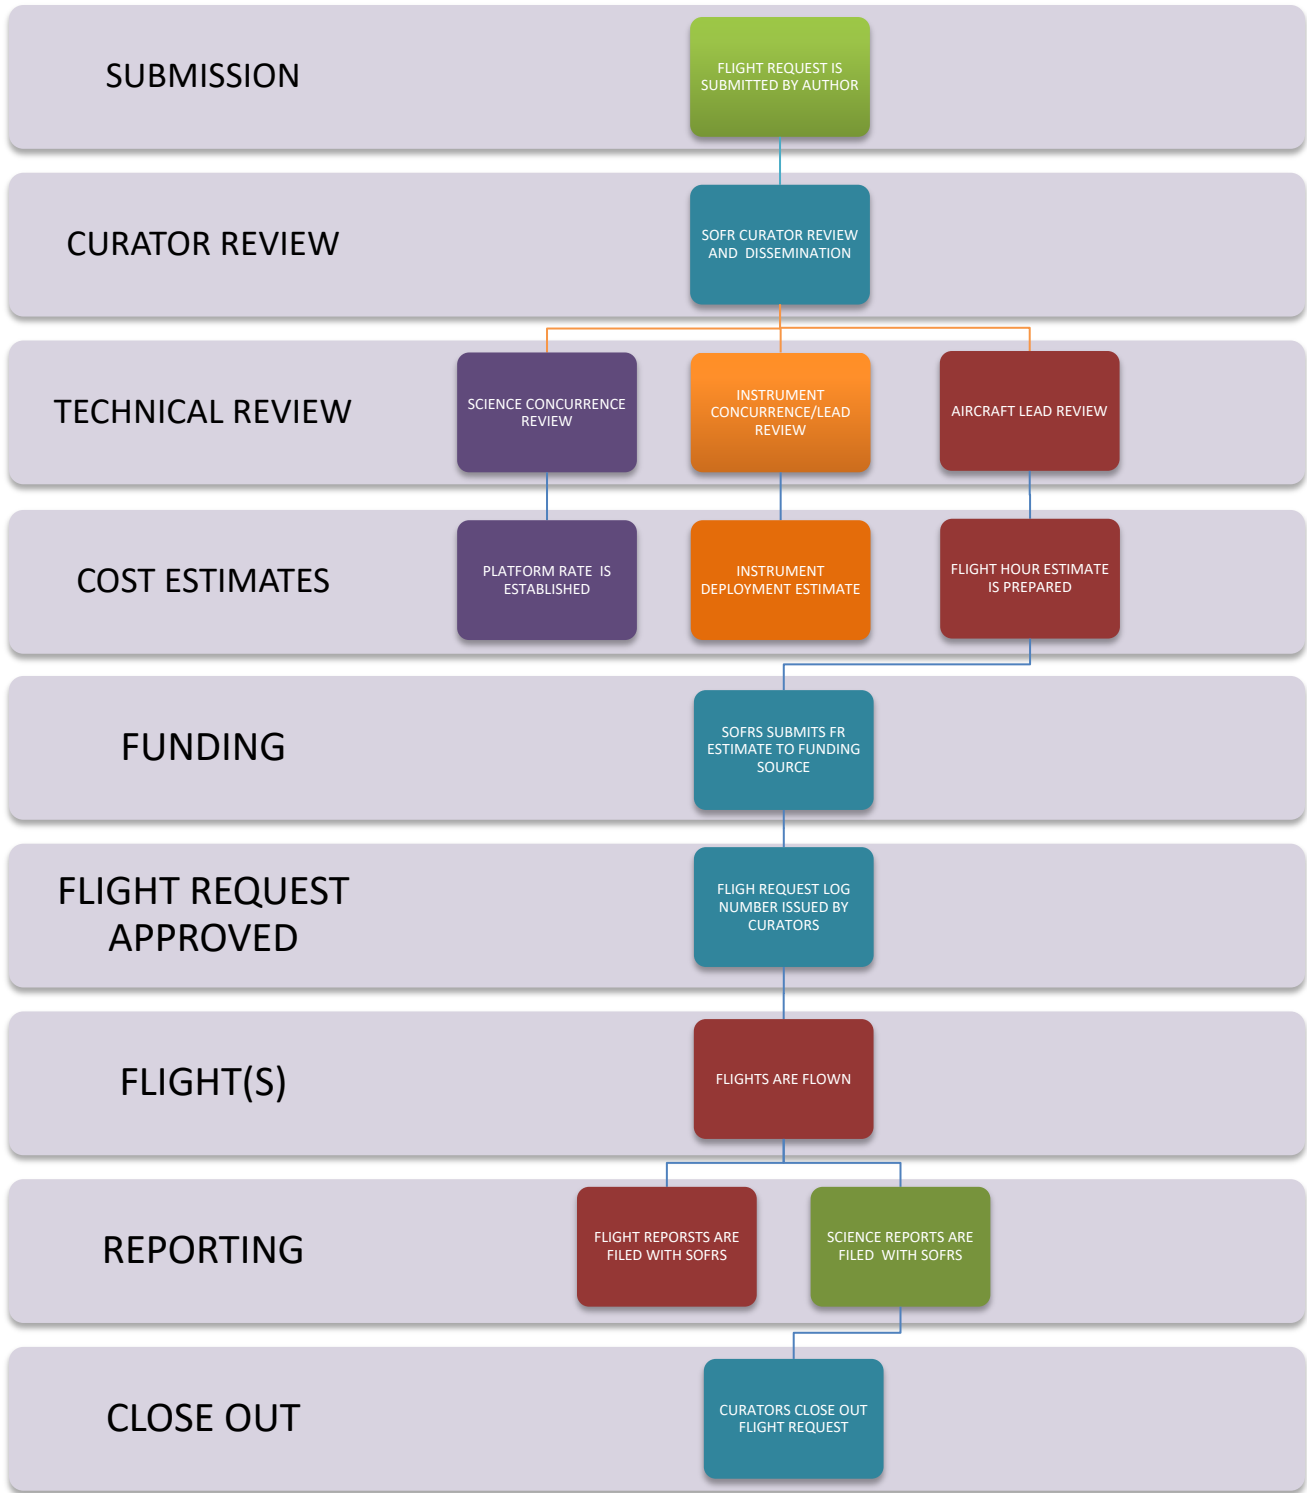 SUBMISSION
FLIGHT REQUEST IS
SUBMITTED BY AUTHOR
CURATOR REVIEW
SOFR CURATOR REVIEW
AND  DISSEMINATION
TECHNICAL REVIEW
SCIENCE CONCURRENCE
REVIEW
INSTRUMENT
CONCURRENCE/LEAD
REVIEW
AIRCRAFT LEAD REVIEW
COST ESTIMATES
PLATFORM RATE  IS
ESTABLISHED
INSTRUMENT
DEPLOYMENT ESTIMATE
FLIGHT HOUR ESTIMATE
IS PREPARED
FUNDING
SOFRS SUBMITS FR
ESTIMATE TO FUNDING
SOURCE
FLIGHT REQUEST
APPROVED
FLIGH REQUEST LOG
NUMBER ISSUED BY
CURATORS
FLIGHT(S)
FLIGHTS ARE FLOWN
REPORTING
FLIGHT REPORSTS ARE
FILED WITH SOFRS
SCIENCE REPORTS ARE
FILED  WITH SOFRS
CLOSE OUT
CURATORS CLOSE OUT
FLIGHT REQUEST